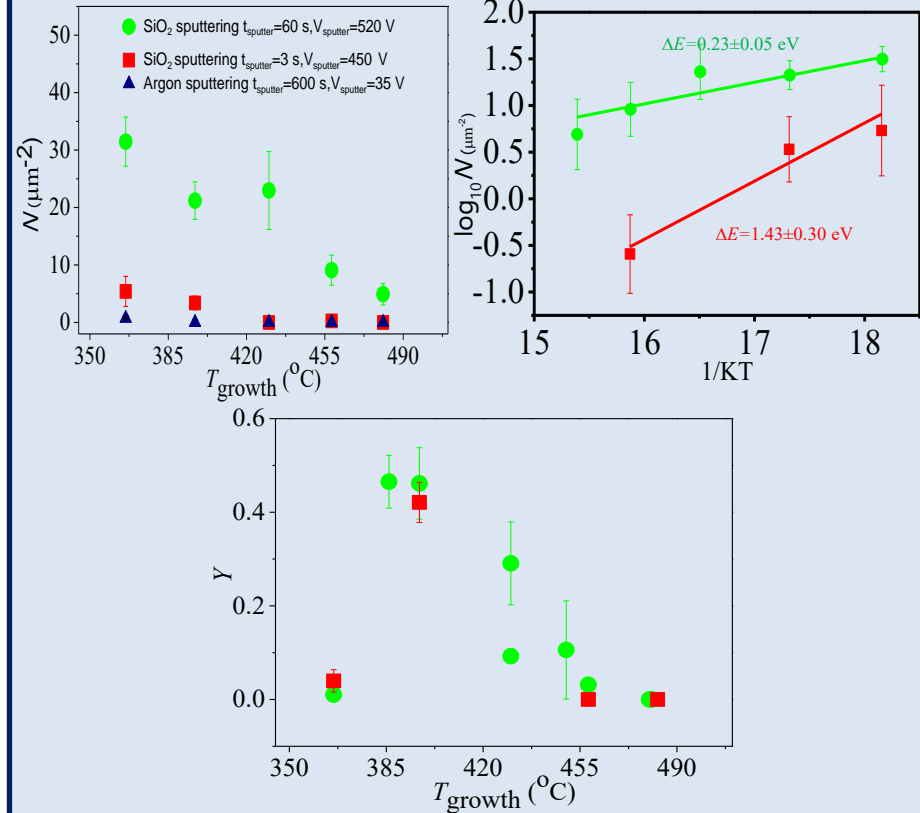 50
40
30
20
10
0
N (μm⁻²)
SiO₂ sputtering t_sputter=60 s,V_sputter=520 V
SiO₂ sputtering t_sputter=3 s,V_sputter=450 V
Argon sputtering t_sputter=600 s,V_sputter=35 V
350 385 420 455 490
T_growth (°C)
1.5
1.0
0.5
0.0
-0.5
-1.0
log₁₀ N (μm⁻²)
ΔE=0.23±0.05 eV
ΔE=1.43±0.30 eV
15 16 17 18
1/KT
0.6
0.4
0.2
0.0
Y
350 385 420 455 490
T_growth (°C)